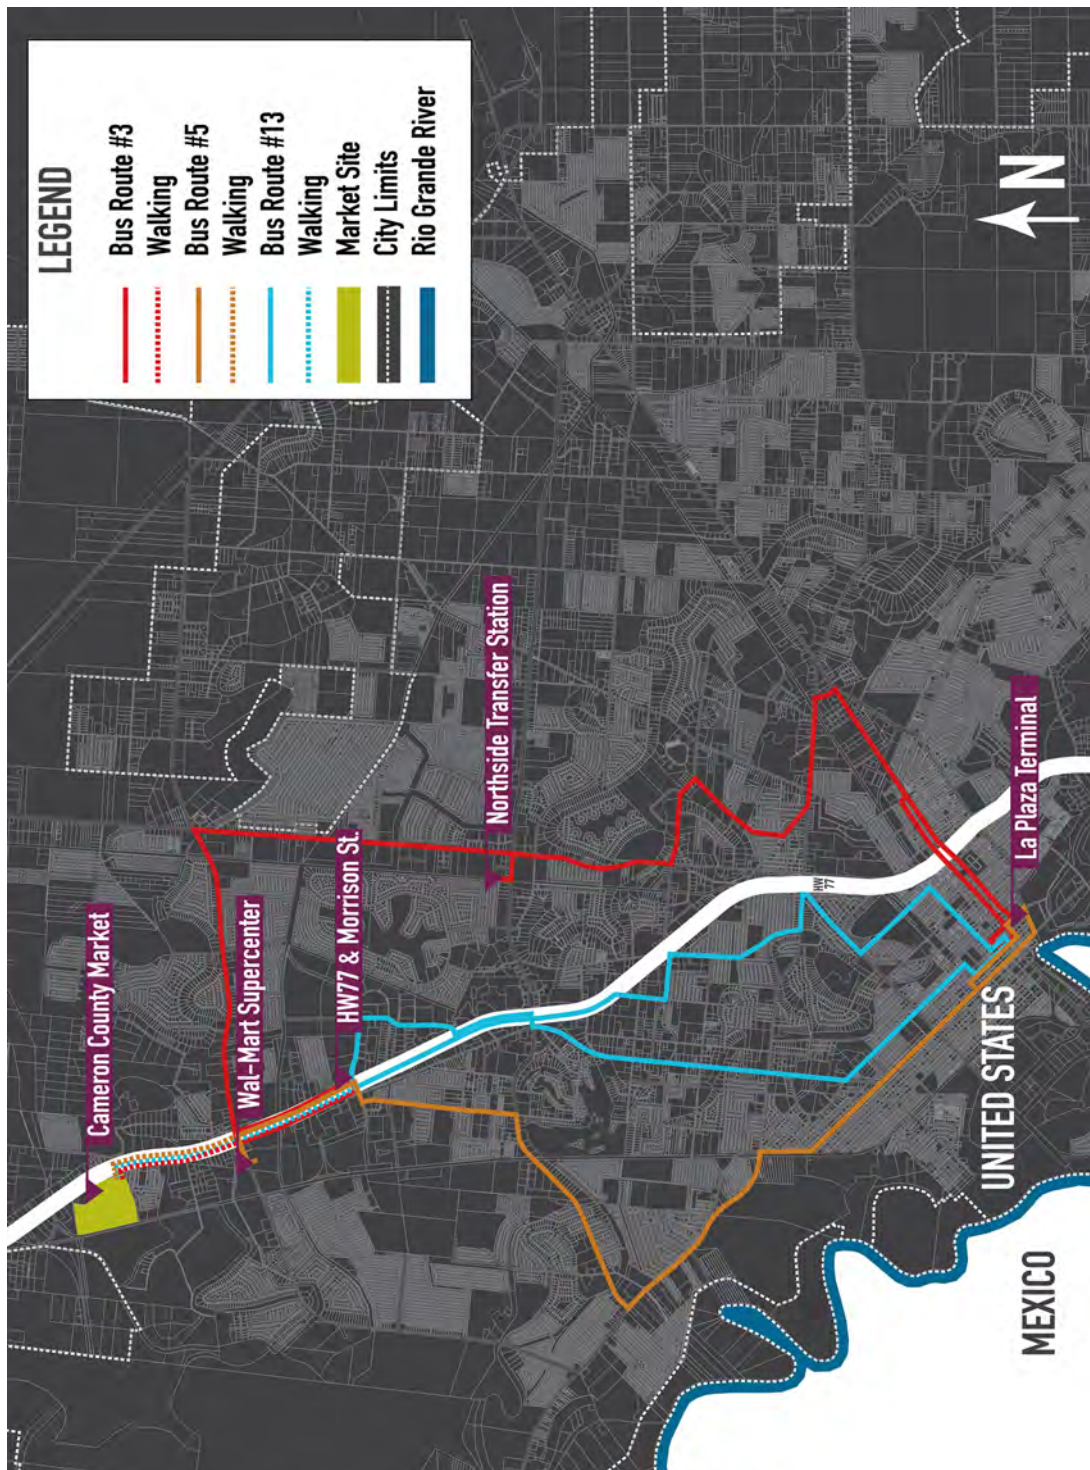 LEGEND
Bus Route #3
Walking
Bus Route #5
Walking
Bus Route #13
Walking
Market Site
City Limits
Rio Grande River
N
Cameron County Market
Wal-Mart Supercenter
HW77 & Morrison St.
Northside Transfer Station
La Plaza Terminal
HW
77
UNITED STATES
MEXICO